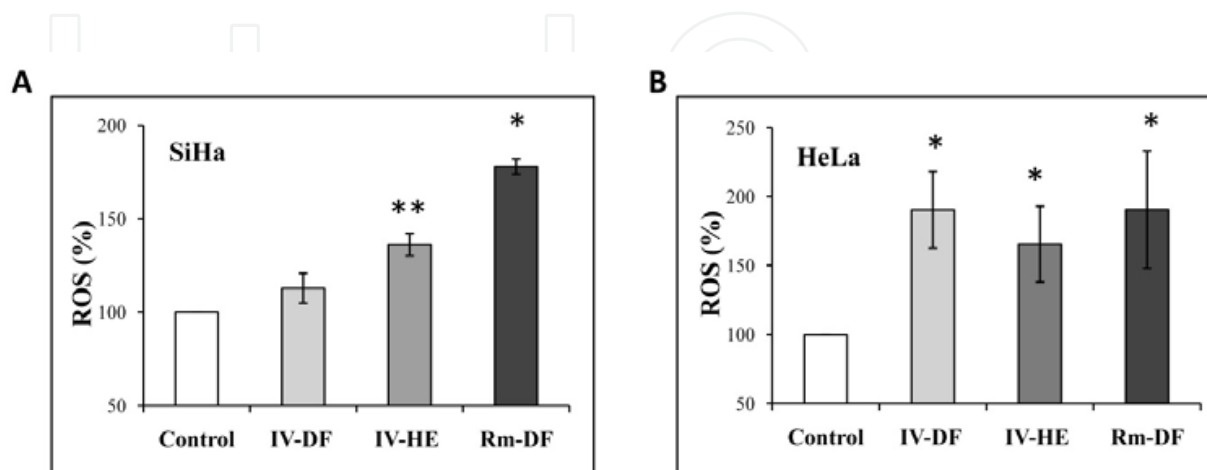 A
SiHa
ROS (%)
200
150
100
50
*
**
Control IV-DF IV-HE Rm-DF
B
HeLa
ROS (%)
250
200
150
100
50
* * *
Control IV-DF IV-HE Rm-DF